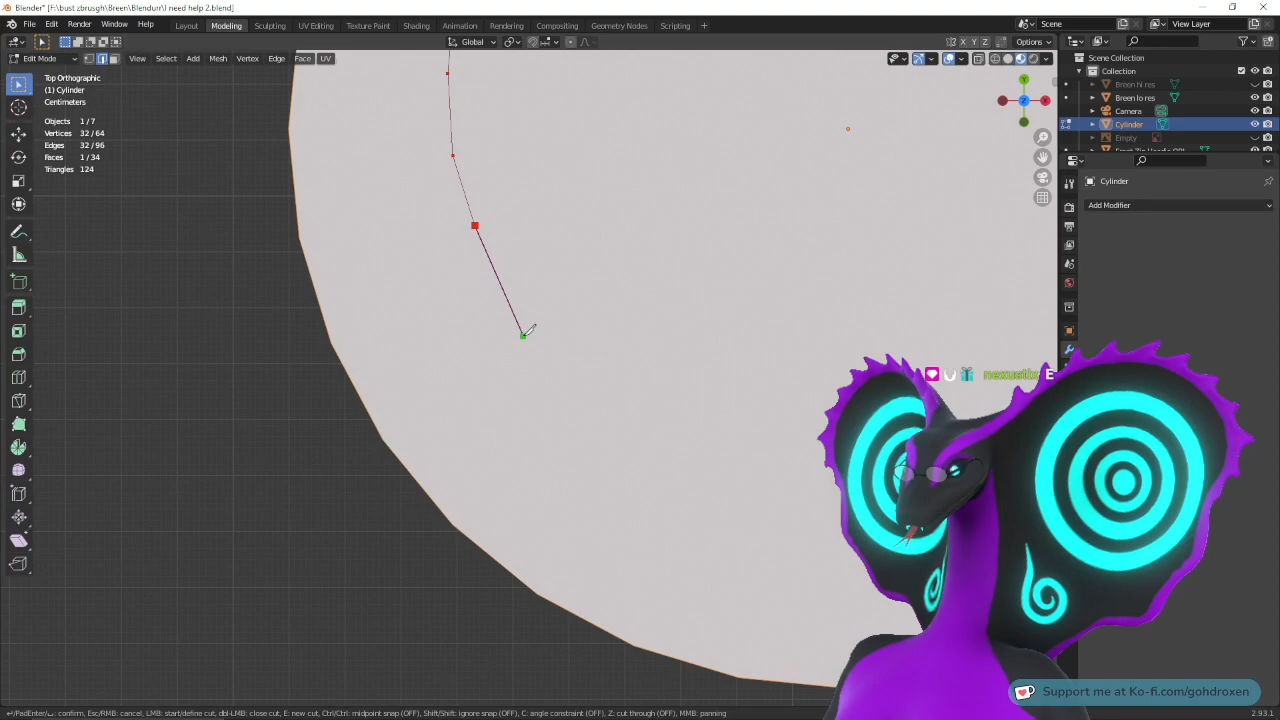 Blender* [F:\bust zbrusgh\Breen\Blendurr\I need help 2.blend]
File Edit Render Window Help Layout Modeling Sculpting UV Editing Texture Paint Shading Animation Rendering Compositing Geometry Nodes Scripting + Scene View Layer
Global X Y Z Options
Edit Mode View Select Add Mesh Vertex Edge Face UV
Scene Collection
Collection
Breen hi res
Breen lo res
Camera
Cylinder
Empty
Top Orthographic
(1) Cylinder
Centimeters
Objects 1/7
Vertices 32/64
Edges 32/96
Faces 1/34
Triangles 124
Y
Z
X
Cylinder
Add Modifier
nexustix E
Support me at Ko-fi.com/gohdroxen
↵/PadEnter: confirm, Esc/RMB: cancel, LMB: start/define cut, dbl-LMB: close cut, E: new cut, Ctrl/Ctrl: midpoint snap (OFF), Shift/Shift: ignore snap (OFF), C: angle constraint (OFF), Z: cut through (OFF), MMB: panning
2.93.1